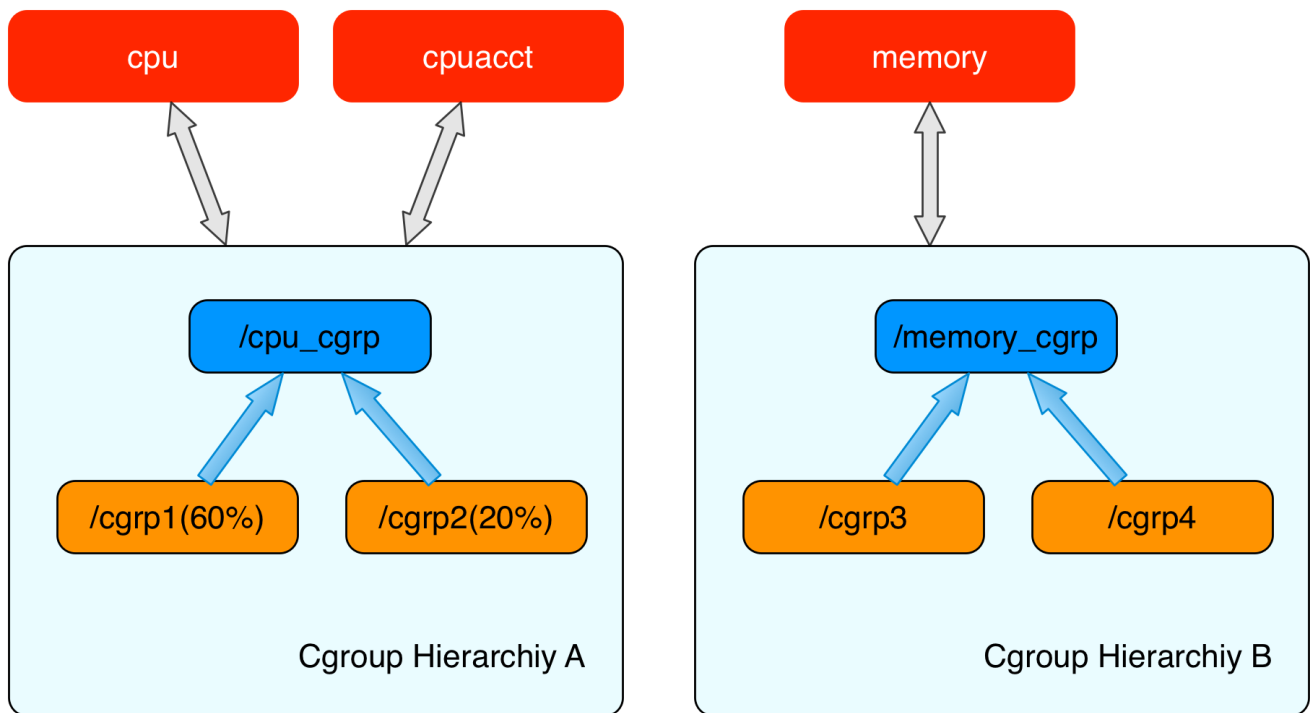 cpu
cpuacct
memory
/cpu_cgrp
/memory_cgrp
/cgrp1(60%)
/cgrp2(20%)
/cgrp3
/cgrp4
Cgroup Hierarchiy A
Cgroup Hierarchiy B